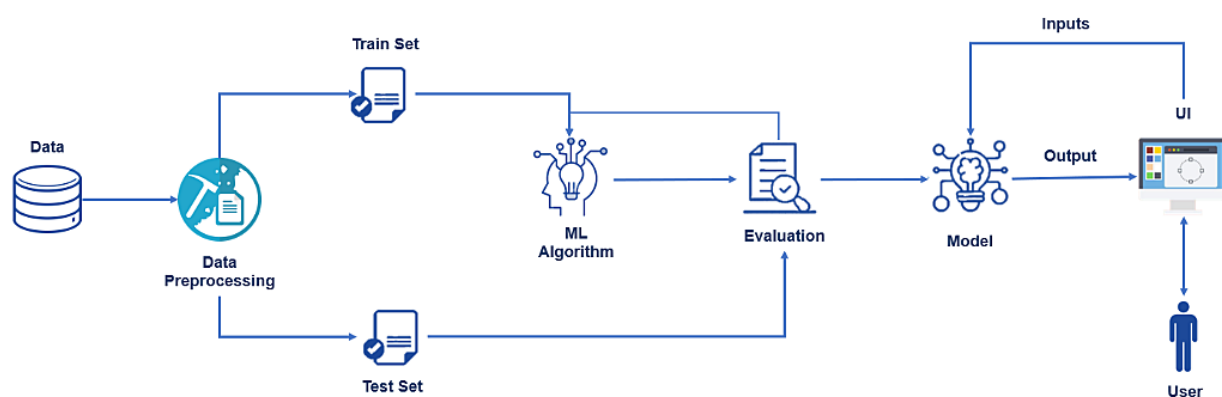 Inputs
Train Set
UI
Data
Output
ML
Algorithm
Evaluation
Model
Data
Preprocessing
Test Set
User